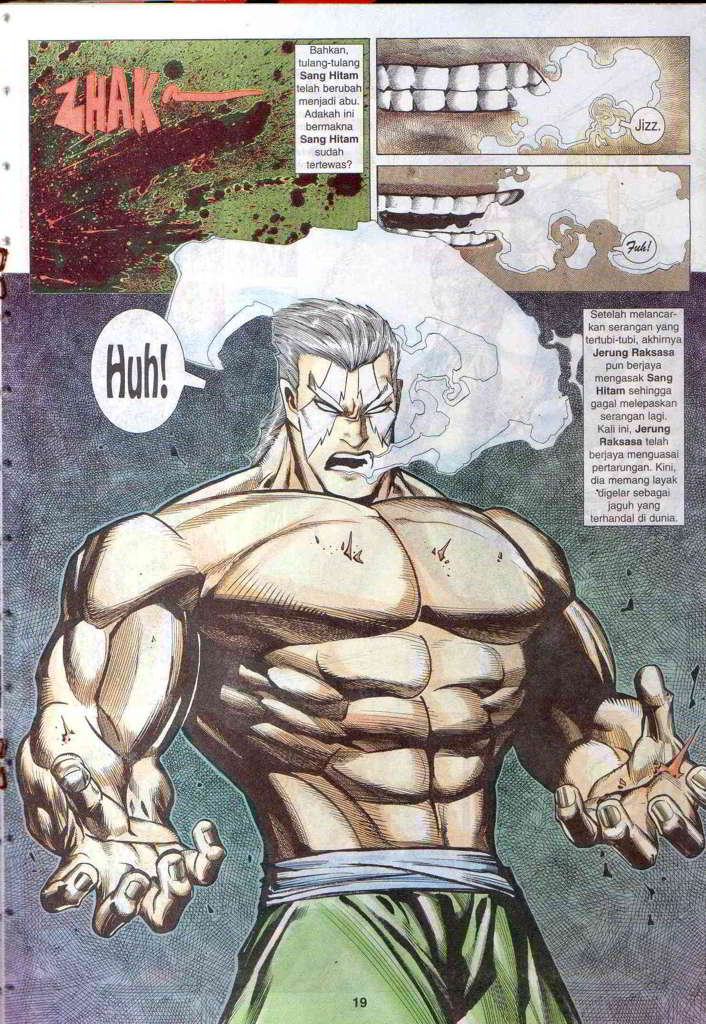 ZHAK
Bahkan,
tulang-tulang
Sang Hitam
telah berubah
menjadi abu.
Adakah ini
bermakna
Sang Hitam
sudah
tertewas?
Jizz.
Fuh!
Huh!
Setelah melancar-
kan serangan yang
tertubi-tubi, akhirnya
Jerung Raksasa
pun berjaya
mengasak Sang
Hitam sehingga
gagal melepaskan
serangan lagi.
Kali ini, Jerung
Raksasa telah
berjaya menguasai
pertarungan. Kini,
dia memang layak
digelar sebagai
jaguh yang
terhandal di dunia.
19